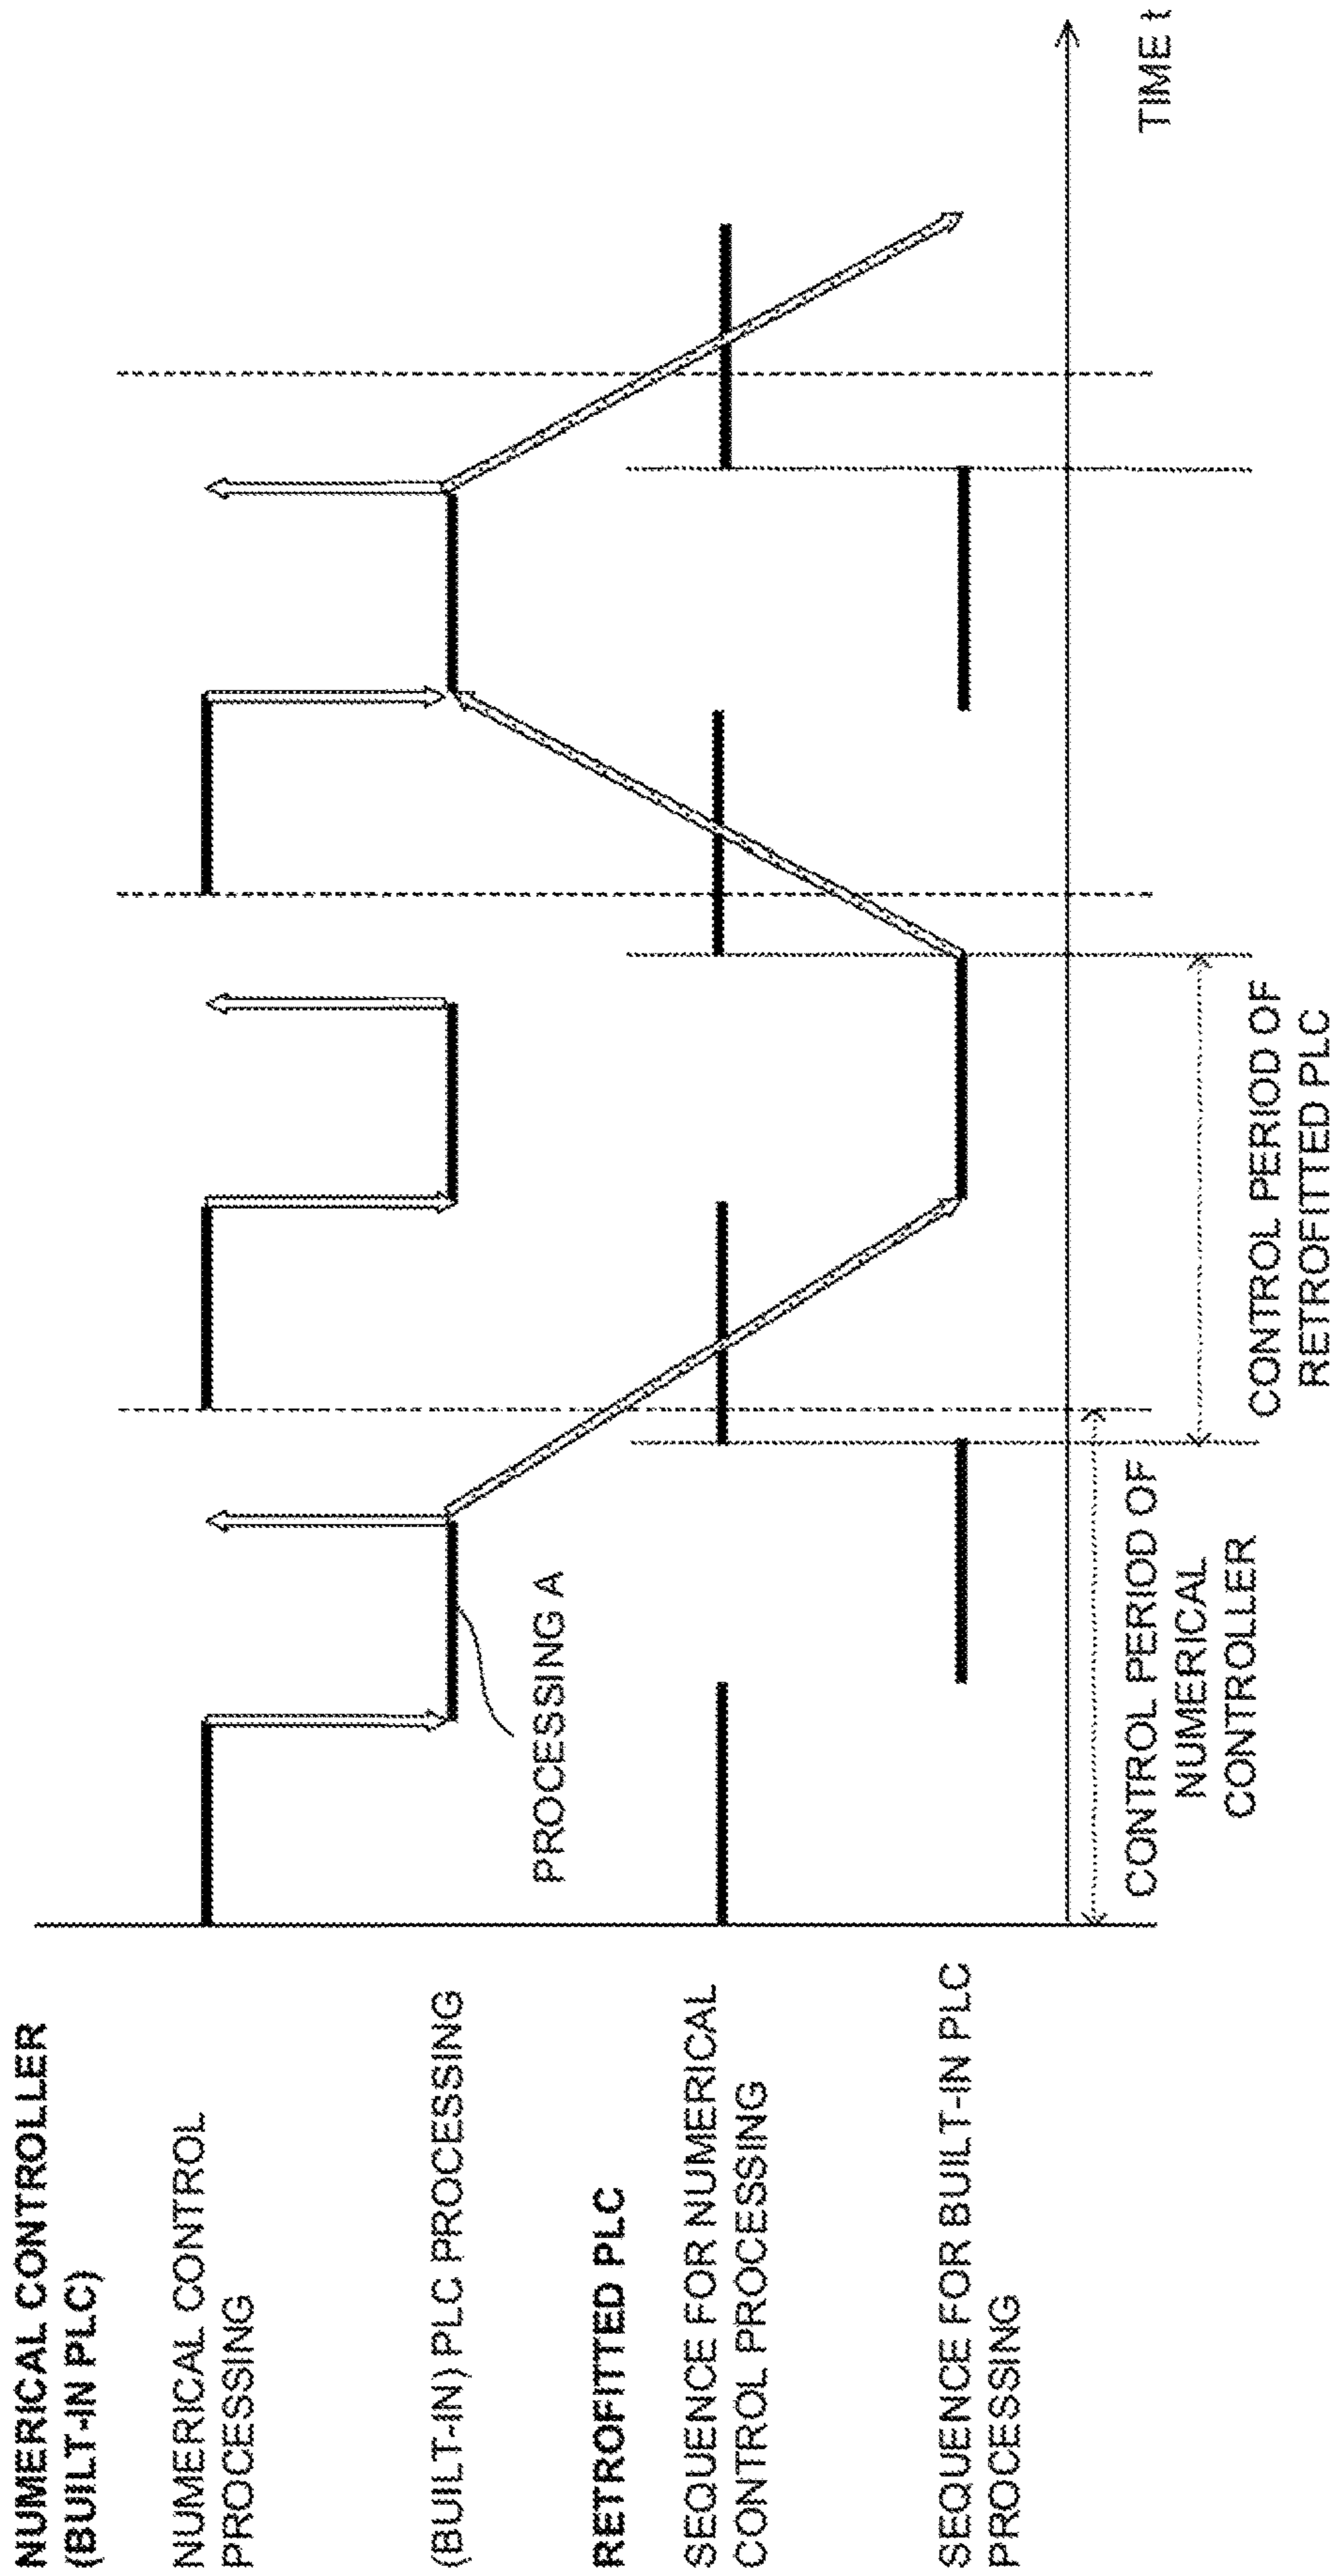 NUMERICAL CONTROLLER
(BUILT-IN PLC)
NUMERICAL CONTROL
PROCESSING
(BUILT-IN) PLC PROCESSING
PROCESSING A
RETROFITTED PLC
SEQUENCE FOR NUMERICAL
CONTROL PROCESSING
SEQUENCE FOR BUILT-IN PLC
PROCESSING
TIME t
CONTROL PERIOD OF
NUMERICAL
CONTROLLER
CONTROL PERIOD OF
RETROFITTED PLC